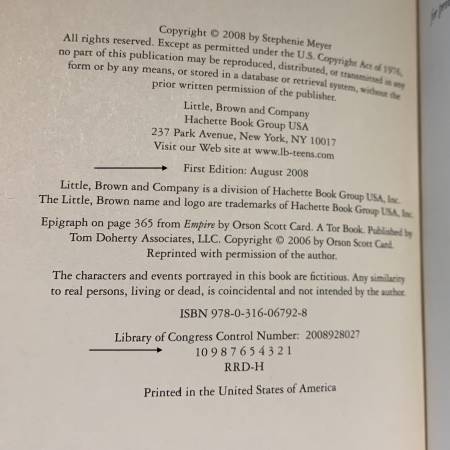 Copyright © 2008 by Stephenie Meyer
All rights reserved. Except as permitted under the U.S. Copyright Act of 1976,
no part of this publication may be reproduced, distributed, or transmitted in any
form or by any means, or stored in a database or retrieval system, without the
prior written permission of the publisher.
Little, Brown and Company
Hachette Book Group USA
237 Park Avenue, New York, NY 10017
Visit our Web site at www.lb-teens.com
First Edition: August 2008
Little, Brown and Company is a division of Hachette Book Group USA, Inc.
The Little, Brown name and logo are trademarks of Hachette Book Group USA, Inc.
Epigraph on page 365 from Empire by Orson Scott Card. A Tor Book. Published by
Tom Doherty Associates, LLC. Copyright © 2006 by Orson Scott Card.
Reprinted with permission of the author.
The characters and events portrayed in this book are fictitious. Any similarity
to real persons, living or dead, is coincidental and not intended by the author.
ISBN 978-0-316-06792-8
Library of Congress Control Number: 2008928027
10 9 8 7 6 5 4 3 2 1
RRD-H
Printed in the United States of America